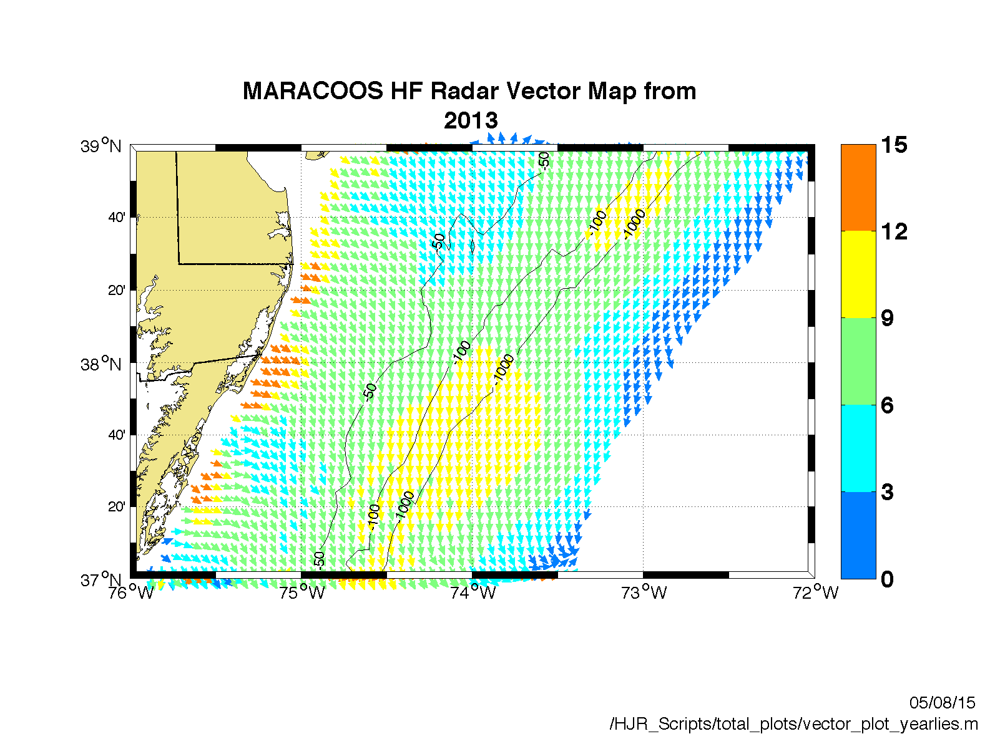 MARACOOS HF Radar Vector Map from
2013
39°N
40'
20'
38°N
40'
20'
37°N
76°W
75°W
74°W
73°W
72°W
-50
-50
-100
-1000
-100
-1000
-50
-100
-1000
-50
15
12
9
6
3
0
05/08/15
/HJR_Scripts/total_plots/vector_plot_yearlies.m